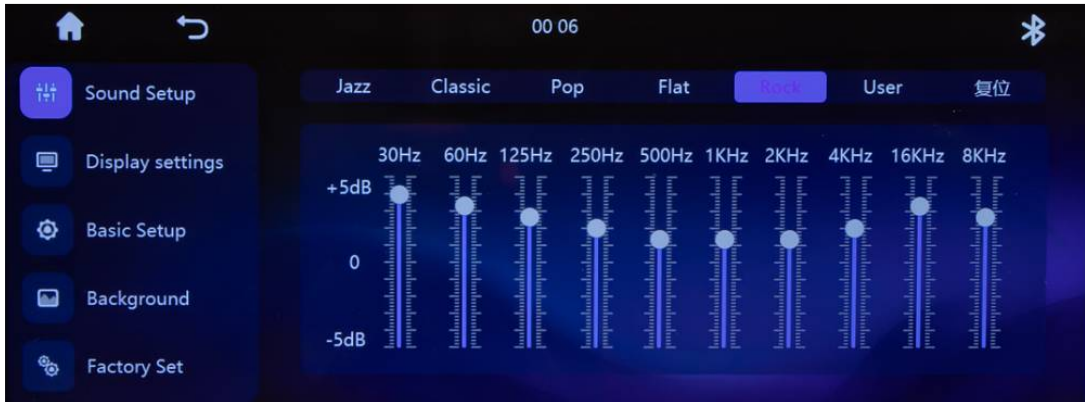 00 06
Sound Setup
Jazz Classic Pop Flat Rock User 复位
Display settings
30Hz 60Hz 125Hz 250Hz 500Hz 1KHz 2KHz 4KHz 16KHz 8KHz
+5dB
Basic Setup
0
Background
-5dB
Factory Set